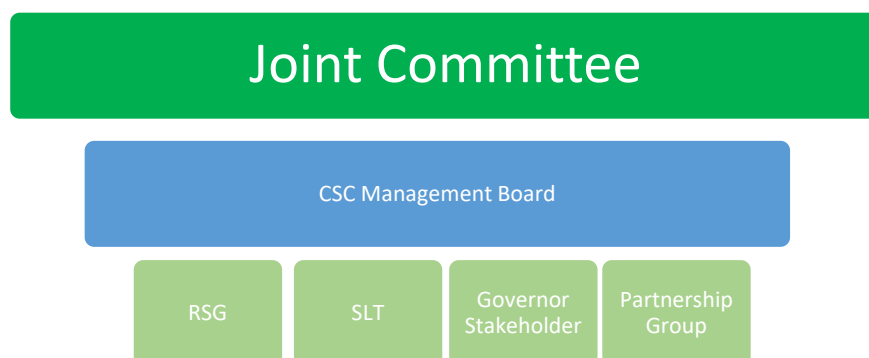 Joint Committee
CSC Management Board
RSG
SLT
Governor
Stakeholder
Partnership
Group